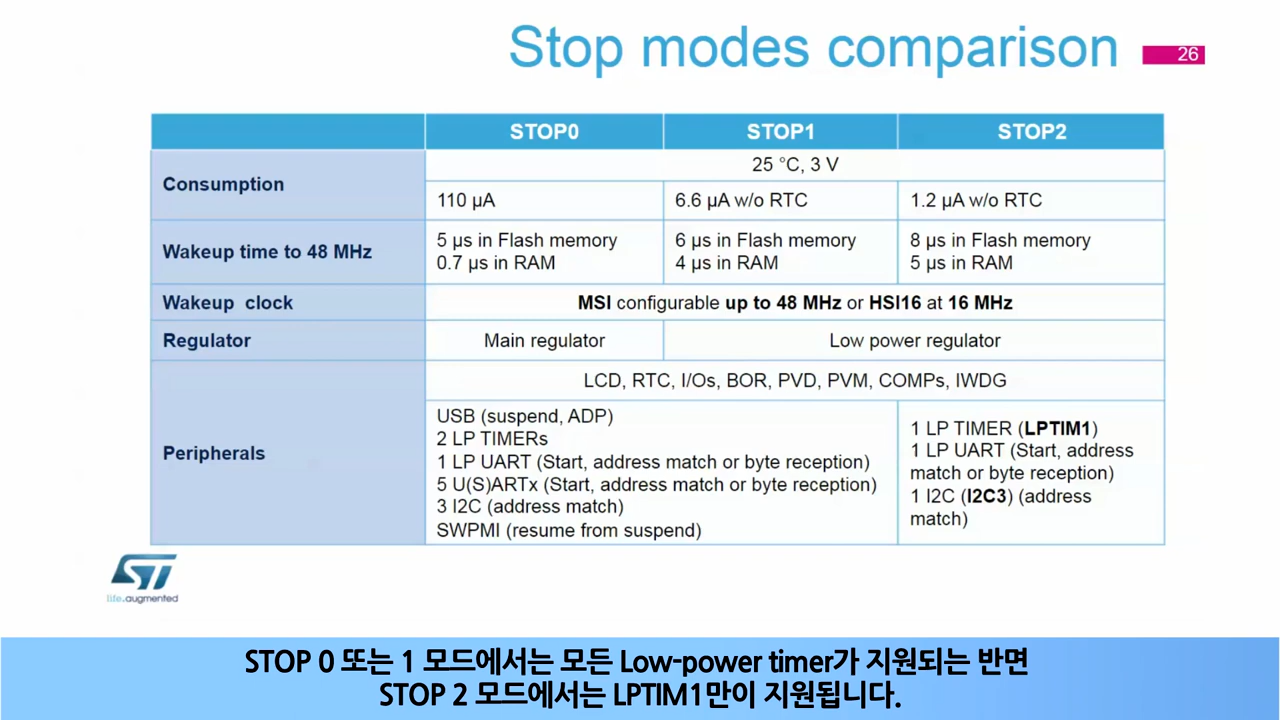 Stop modes comparison
26
STOP0 STOP1 STOP2
Consumption
25 °C, 3 V
110 µA 6.6 µA w/o RTC 1.2 µA w/o RTC
Wakeup time to 48 MHz
5 µs in Flash memory
0.7 µs in RAM
6 µs in Flash memory
4 µs in RAM
8 µs in Flash memory
5 µs in RAM
Wakeup clock
MSI configurable up to 48 MHz or HSI16 at 16 MHz
Regulator
Main regulator
Low power regulator
Peripherals
LCD, RTC, I/Os, BOR, PVD, PVM, COMPs, IWDG
USB (suspend, ADP)
2 LP TIMERs
1 LP UART (Start, address match or byte reception)
5 U(S)ARTx (Start, address match or byte reception)
3 I2C (address match)
SWPMI (resume from suspend)
1 LP TIMER (LPTIM1)
1 LP UART (Start, address
match or byte reception)
1 I2C (I2C3) (address
match)
ST
life.augmented
STOP 0 또는 1 모드에서는 모든 Low-power timer가 지원되는 반면
STOP 2 모드에서는 LPTIM1만이 지원됩니다.